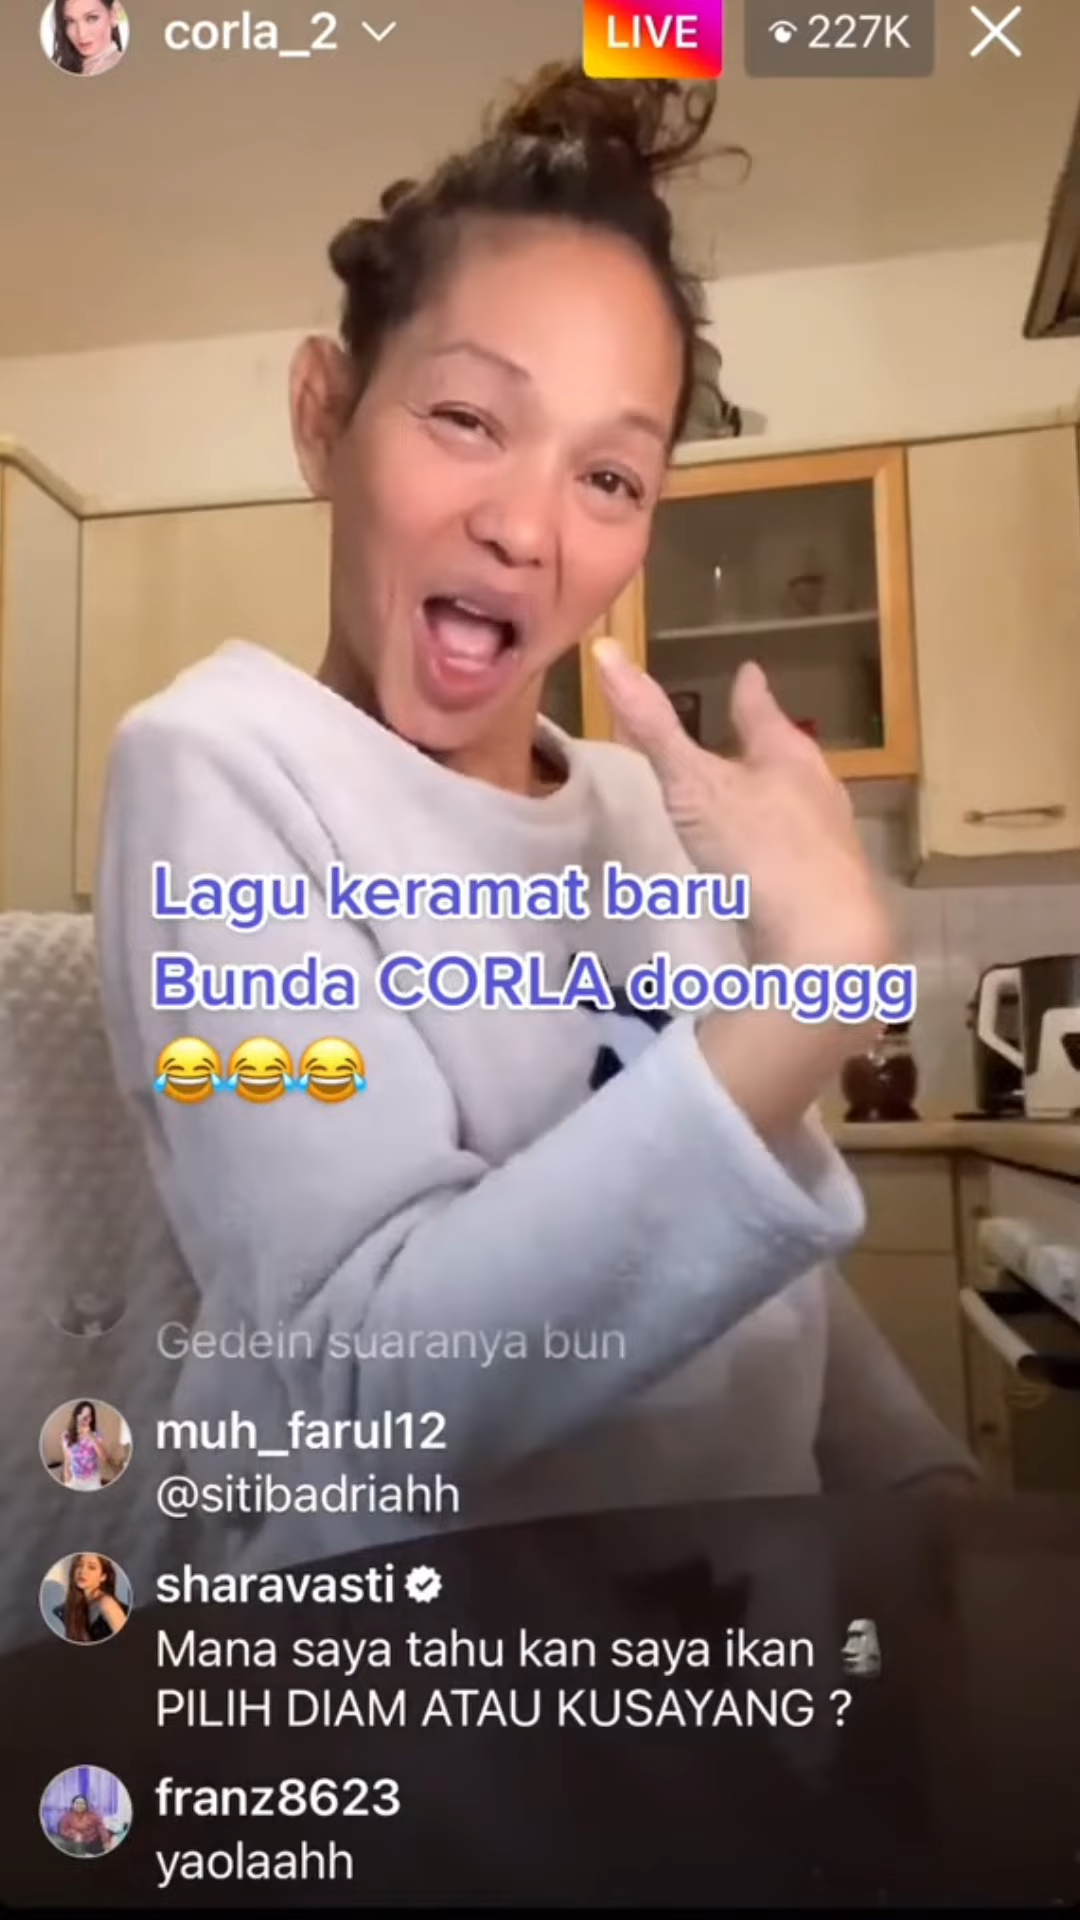 corla_2
LIVE
227K
Lagu keramat baru
Bunda CORLA doonggg
😂😂😂
Gedein suaranya bun
muh_farul12
@sitibadriahh
sharavasti
Mana saya tahu kan saya ikan 🗿
PILIH DIAM ATAU KUSAYANG ?
franz8623
yaolaahh